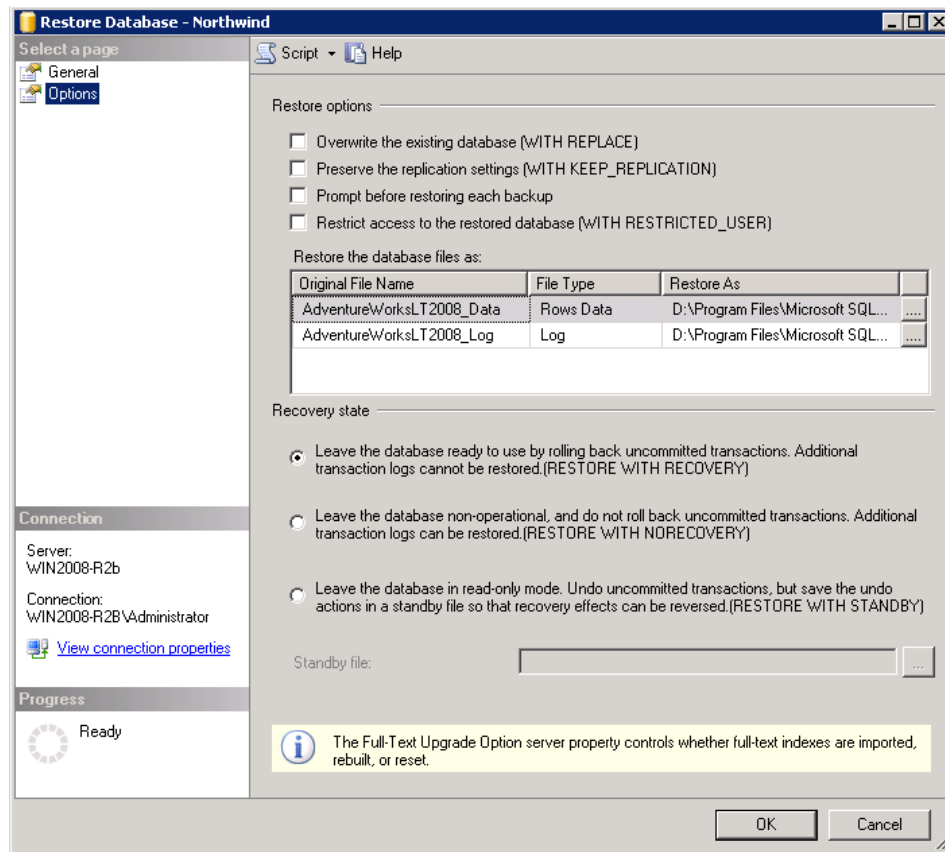 Restore Database - Northwind
Select a page
General
Options
Script
Help
Restore options
Overwrite the existing database (WITH REPLACE)
Preserve the replication settings (WITH KEEP_REPLICATION)
Prompt before restoring each backup
Restrict access to the restored database (WITH RESTRICTED_USER)
Restore the database files as:
Original File Name File Type Restore As
AdventureWorksLT2008_Data Rows Data D:\Program Files\Microsoft SQL... ....
AdventureWorksLT2008_Log Log D:\Program Files\Microsoft SQL... ....
Recovery state
Leave the database ready to use by rolling back uncommitted transactions. Additional
transaction logs cannot be restored.(RESTORE WITH RECOVERY)
Leave the database non-operational, and do not roll back uncommitted transactions. Additional
transaction logs can be restored.(RESTORE WITH NORECOVERY)
Leave the database in read-only mode. Undo uncommitted transactions, but save the undo
actions in a standby file so that recovery effects can be reversed.(RESTORE WITH STANDBY)
Standby file: ...
The Full-Text Upgrade Option server property controls whether full-text indexes are imported,
rebuilt, or reset.
Connection
Server:
WIN2008-R2b
Connection:
WIN2008-R2B\Administrator
View connection properties
Progress
Ready
OK
Cancel